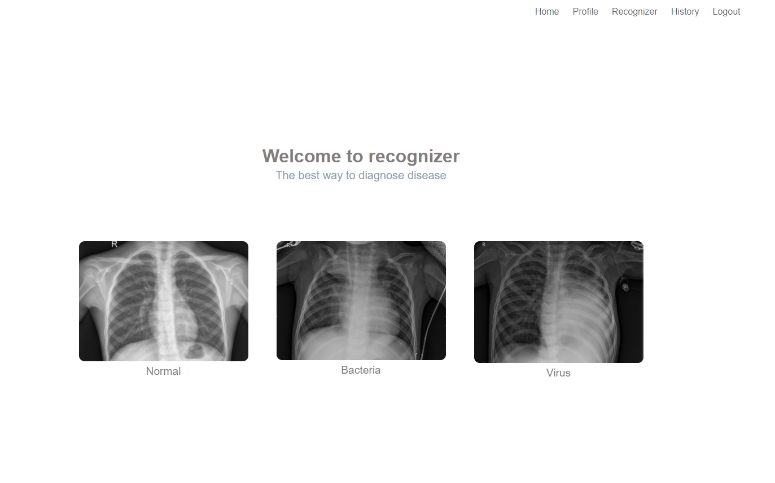 Home Profile Recognizer History Logout
Welcome to recognizer
The best way to diagnose disease
R
R
R
Normal
Bacteria
Virus